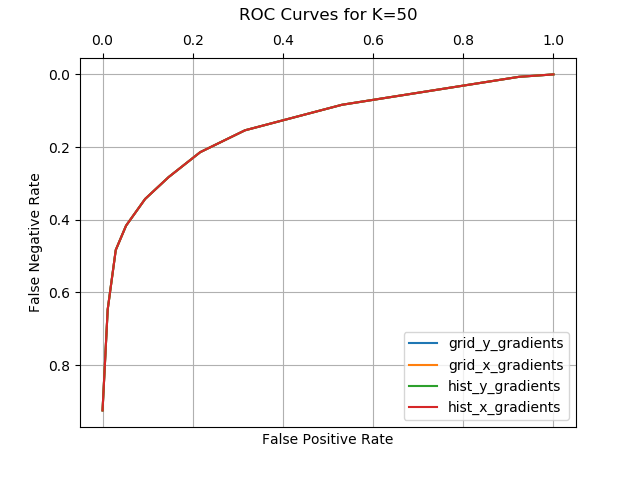 ROC Curves for K=50
0.0 0.2 0.4 0.6 0.8 1.0
0.0
0.2
0.4
0.6
0.8
False Negative Rate
grid_y_gradients
grid_x_gradients
hist_y_gradients
hist_x_gradients
False Positive Rate